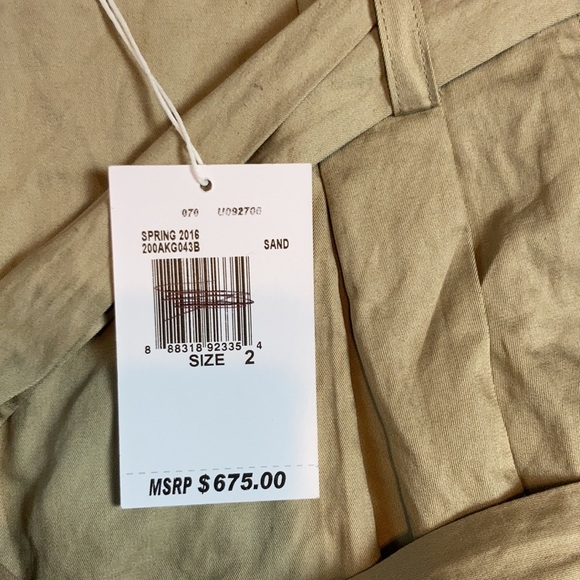 070 U092706
SPRING 2016
200AKG043B SAND
8 88318 92335 4
SIZE 2
MSRP $675.00